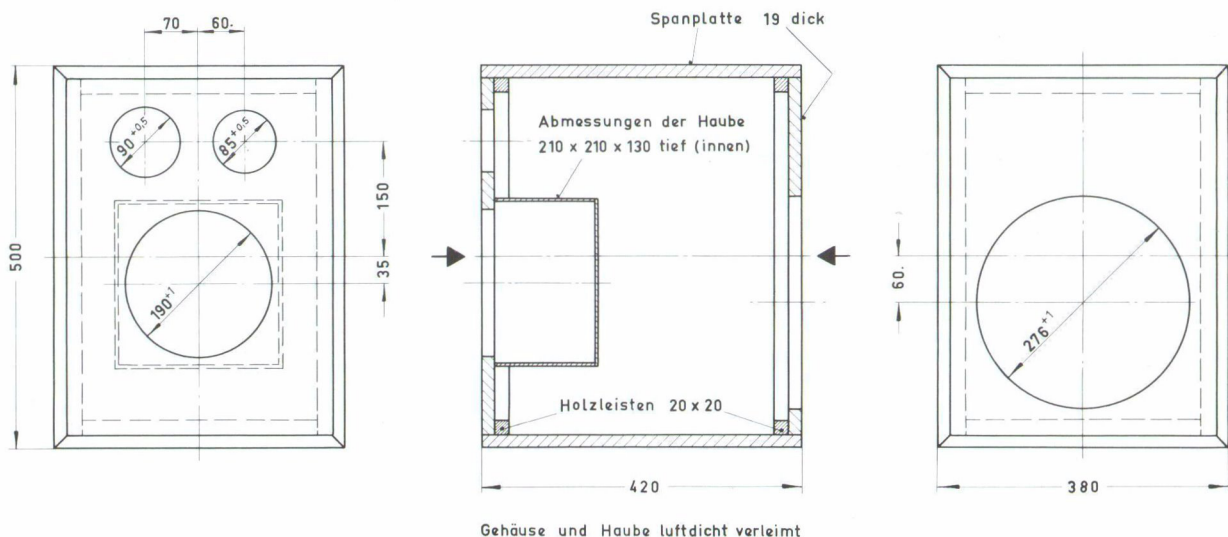 70
60.
500
90 +0,5
85 +0,5
190 +1
150
35
Spanplatte 19 dick
Abmessungen der Haube
210 x 210 x 130 tief (innen)
Holzleisten 20 x 20
420
Gehäuse und Haube luftdicht verleimt
60.
276 +1
380